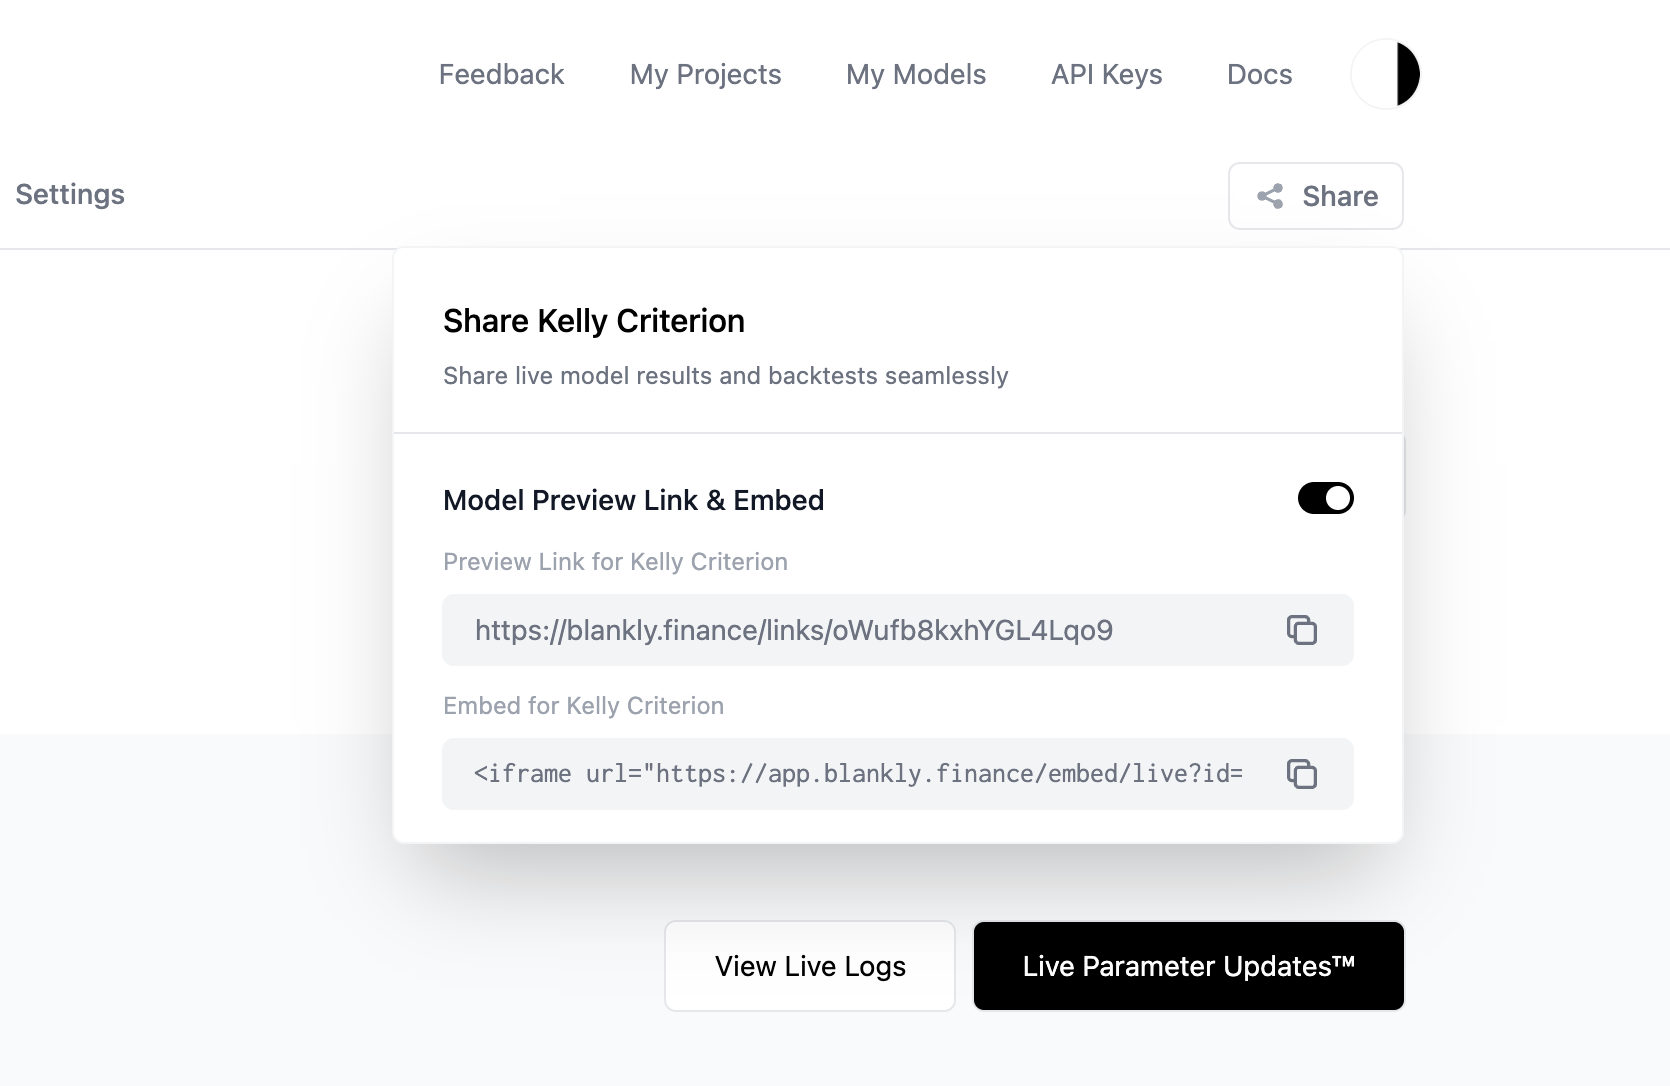 Feedback My Projects My Models API Keys Docs
Settings
Share
Share Kelly Criterion
Share live model results and backtests seamlessly
Model Preview Link & Embed
Preview Link for Kelly Criterion
https://blankly.finance/links/oWufb8kxhYGL4Lqo9
Embed for Kelly Criterion
<iframe url="https://app.blankly.finance/embed/live?id=
View Live Logs
Live Parameter Updates™